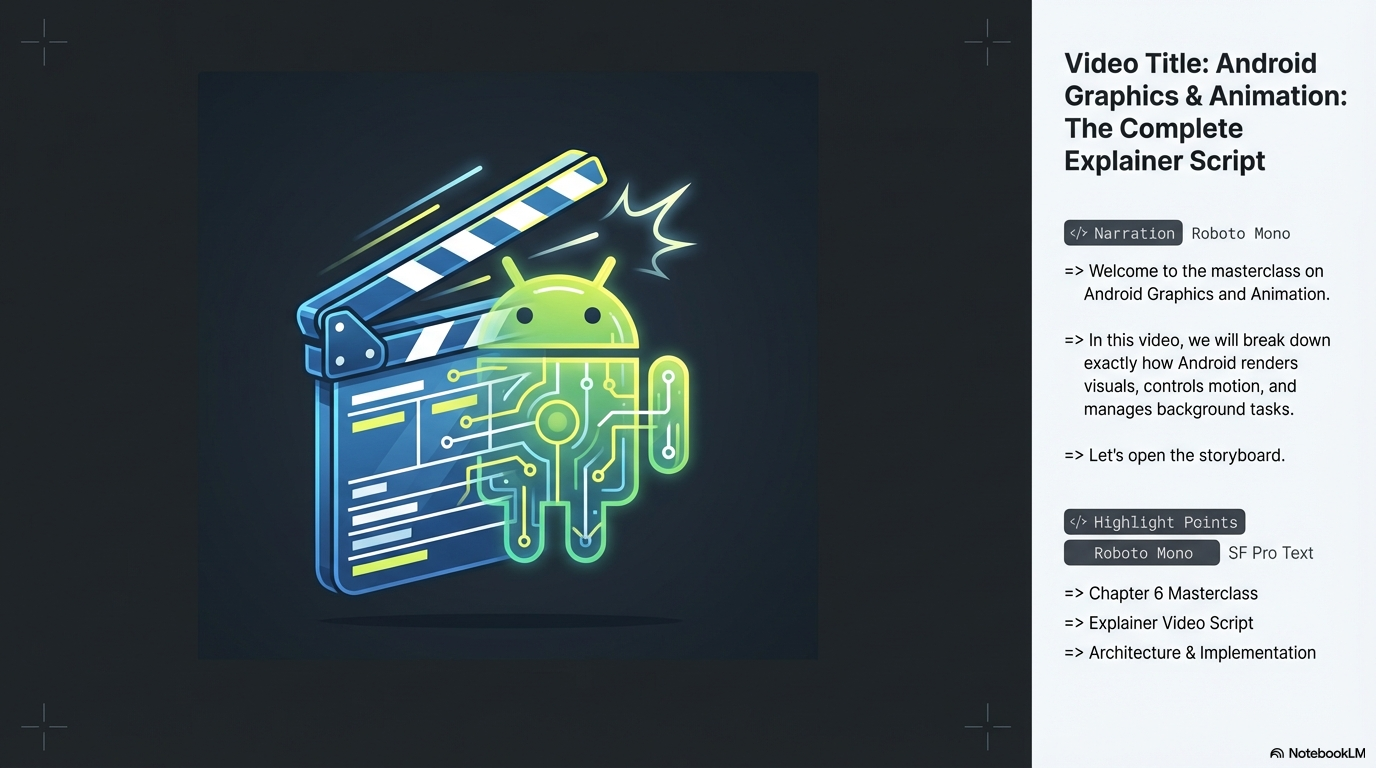 Video Title: Android
Graphics & Animation:
The Complete
Explainer Script
</> Narration Roboto Mono
=> Welcome to the masterclass on
Android Graphics and Animation.
=> In this video, we will break down
exactly how Android renders
visuals, controls motion, and
manages background tasks.
=> Let's open the storyboard.
</> Highlight Points
Roboto Mono SF Pro Text
=> Chapter 6 Masterclass
=> Explainer Video Script
=> Architecture & Implementation
NotebookLM